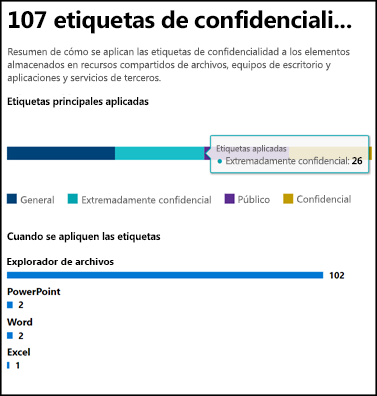 107 etiquetas de confidenciali...
Resumen de cómo se aplican las etiquetas de confidencialidad a los elementos
almacenados en recursos compartidos de archivos, equipos de escritorio y
aplicaciones y servicios de terceros.
Etiquetas principales aplicadas
Etiquetas aplicadas
Extremadamente confidencial: 26
General Extremadamente confidencial Público Confidencial
Cuando se apliquen las etiquetas
Explorador de archivos
102
PowerPoint
2
Word
2
Excel
1